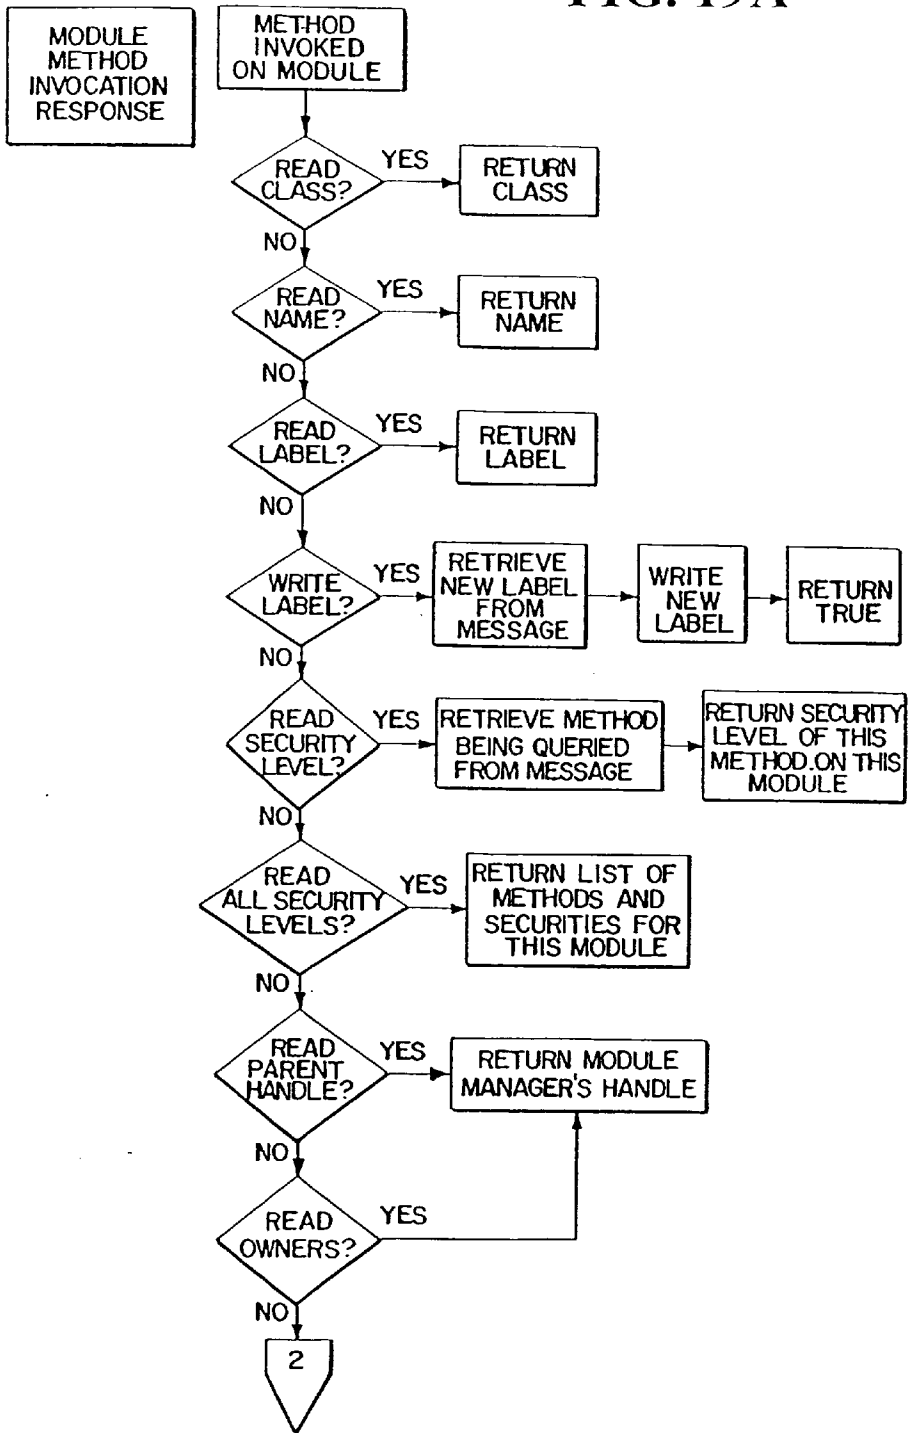 FIG. 19A
MODULE
METHOD
INVOCATION
RESPONSE
METHOD
INVOKED
ON MODULE
READ
CLASS?
YES
RETURN
CLASS
NO
READ
NAME?
YES
RETURN
NAME
NO
READ
LABEL?
YES
RETURN
LABEL
NO
WRITE
LABEL?
YES
RETRIEVE
NEW LABEL
FROM
MESSAGE
WRITE
NEW
LABEL
RETURN
TRUE
NO
READ
SECURITY
LEVEL?
YES
RETRIEVE METHOD
BEING QUERIED
FROM MESSAGE
RETURN SECURITY
LEVEL OF THIS
METHOD.ON THIS
MODULE
NO
READ
ALL SECURITY
LEVELS?
YES
RETURN LIST OF
METHODS AND
SECURITIES FOR
THIS MODULE
NO
READ
PARENT
HANDLE?
YES
RETURN MODULE
MANAGER'S HANDLE
NO
READ
OWNERS?
YES
NO
2